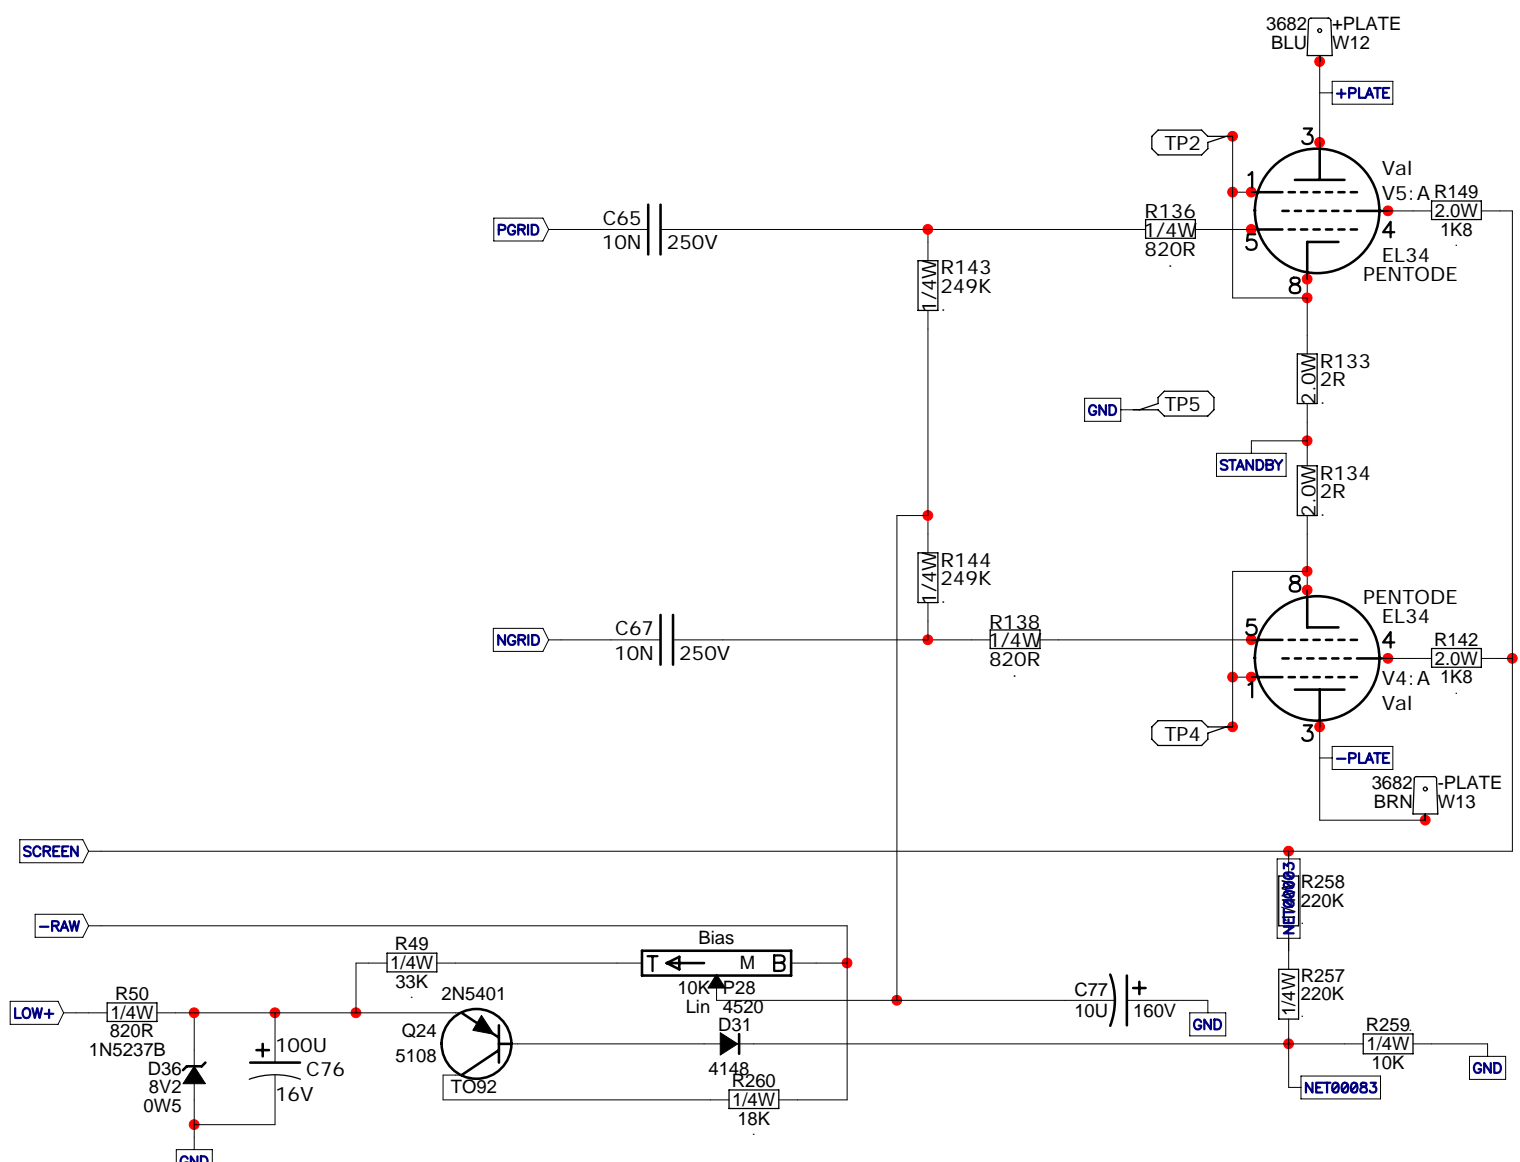 3682 +PLATE
BLU W12
+PLATE
TP2
3
Val
1
V5:A R149
C65
PGRID
R136
2.0W
10N 250V
1/4W
5
4
1K8
820R
EL34
R143
8
PENTODE
1/4W
249K
R133
2.0W
2R
GND
TP5
STANDBY
R134
2.0W
2R
R144
1/4W
249K
8
PENTODE
EL34
C67
R138
5
4
R142
NGRID
1/4W
2.0W
10N 250V
820R
V4:A
1K8
1
Val
TP4
3
-PLATE
3682 -PLATE
BRN W13
SCREEN
NET00003
R258
220K
-RAW
Bias
R49
1/4W
T M B
33K
10K P28
R257
2N5401
Lin 4520
C77
1/4W
220K
R50
LOW+
1/4W
10U 160V
D31
GND
R259
820R
Q24
1/4W
1N5237B
100U
5108
10K
D36
C76
4148
GND
8V2
TO92
R260
16V
1/4W
NET00083
0W5
18K
GND